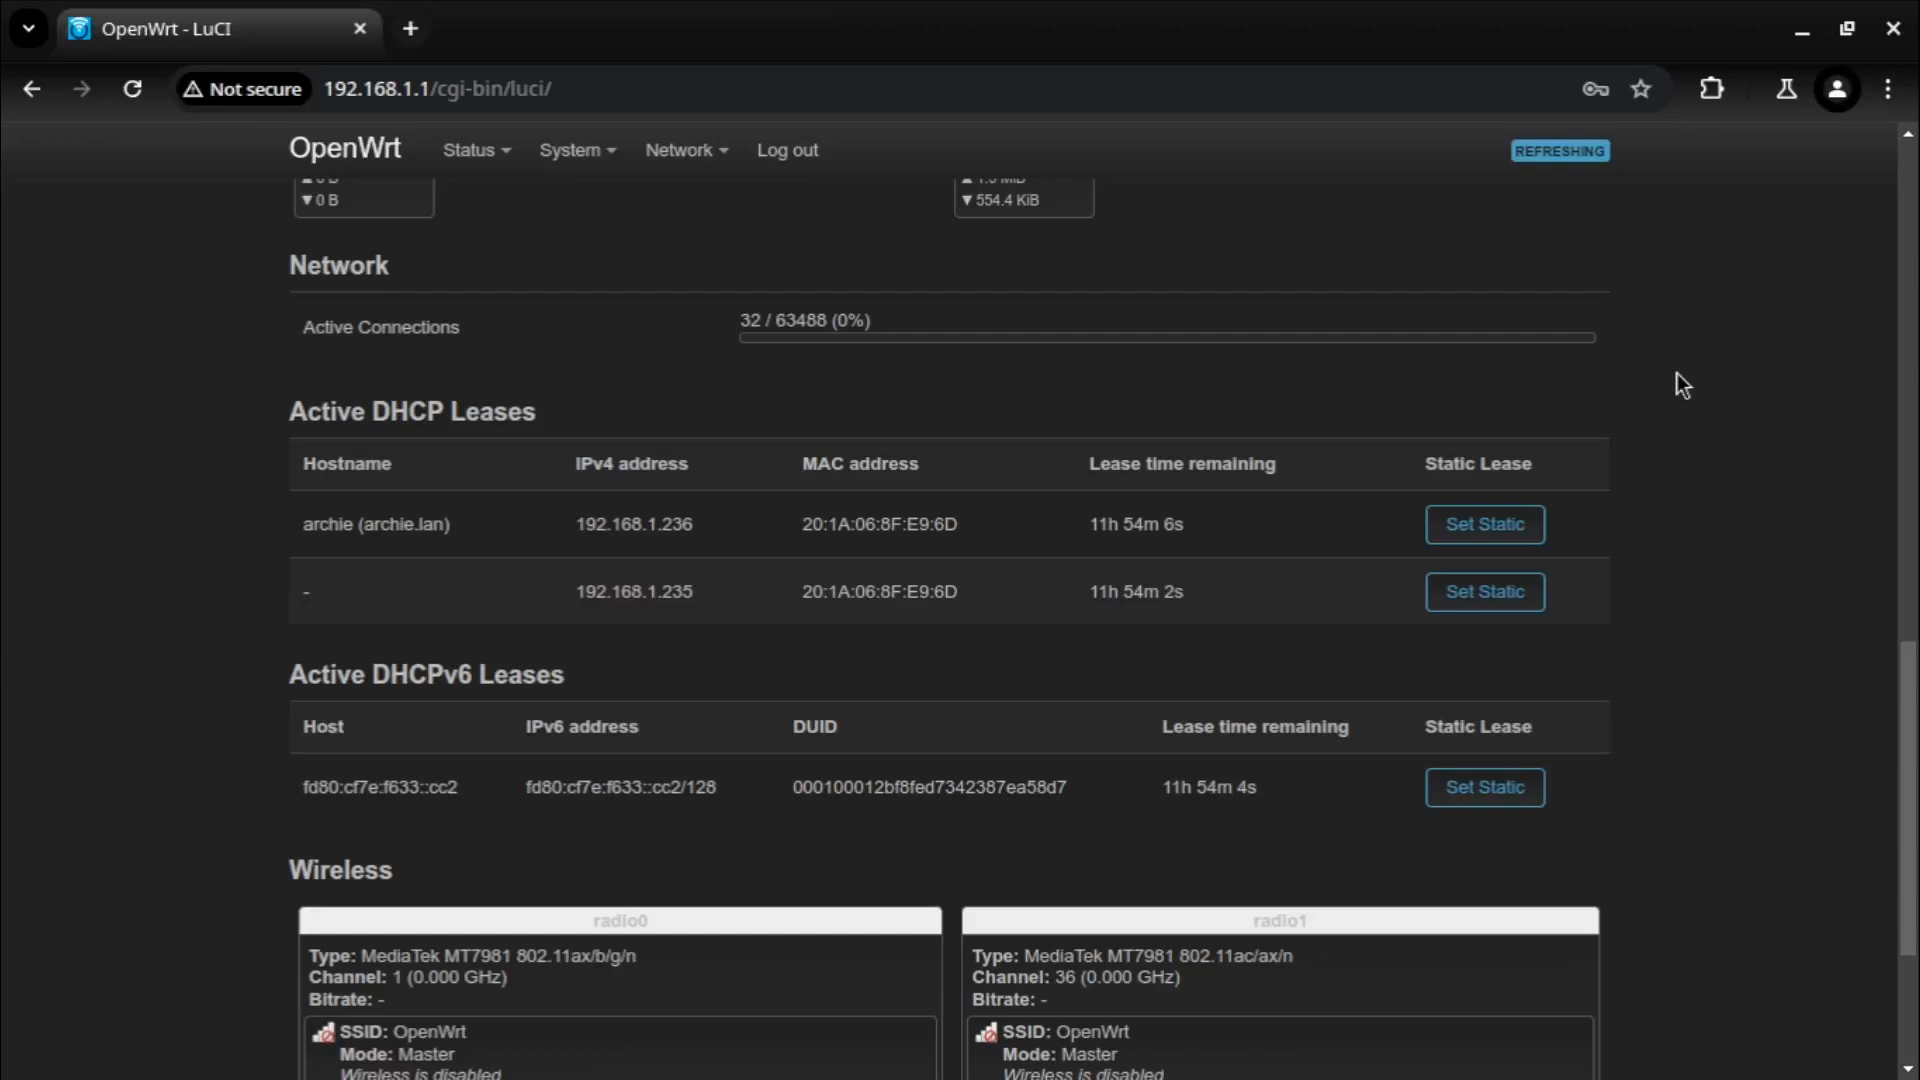 OpenWrt - LuCI
Not secure 192.168.1.1/cgi-bin/luci/
OpenWrt Status System Network Log out REFRESHING
▼ 0 B ▼ 554.4 KiB
Network
Active Connections 32 / 63488 (0%)
Active DHCP Leases
Hostname IPv4 address MAC address Lease time remaining Static Lease
archie (archie.lan) 192.168.1.236 20:1A:06:8F:E9:6D 11h 54m 6s Set Static
- 192.168.1.235 20:1A:06:8F:E9:6D 11h 54m 2s Set Static
Active DHCPv6 Leases
Host IPv6 address DUID Lease time remaining Static Lease
fd80:cf7e:f633::cc2 fd80:cf7e:f633::cc2/128 000100012bf8fed7342387ea58d7 11h 54m 4s Set Static
Wireless
radio0
Type: MediaTek MT7981 802.11ax/b/g/n
Channel: 1 (0.000 GHz)
Bitrate: -
SSID: OpenWrt
Mode: Master
Wireless is disabled
radio1
Type: MediaTek MT7981 802.11ac/ax/n
Channel: 36 (0.000 GHz)
Bitrate: -
SSID: OpenWrt
Mode: Master
Wireless is disabled